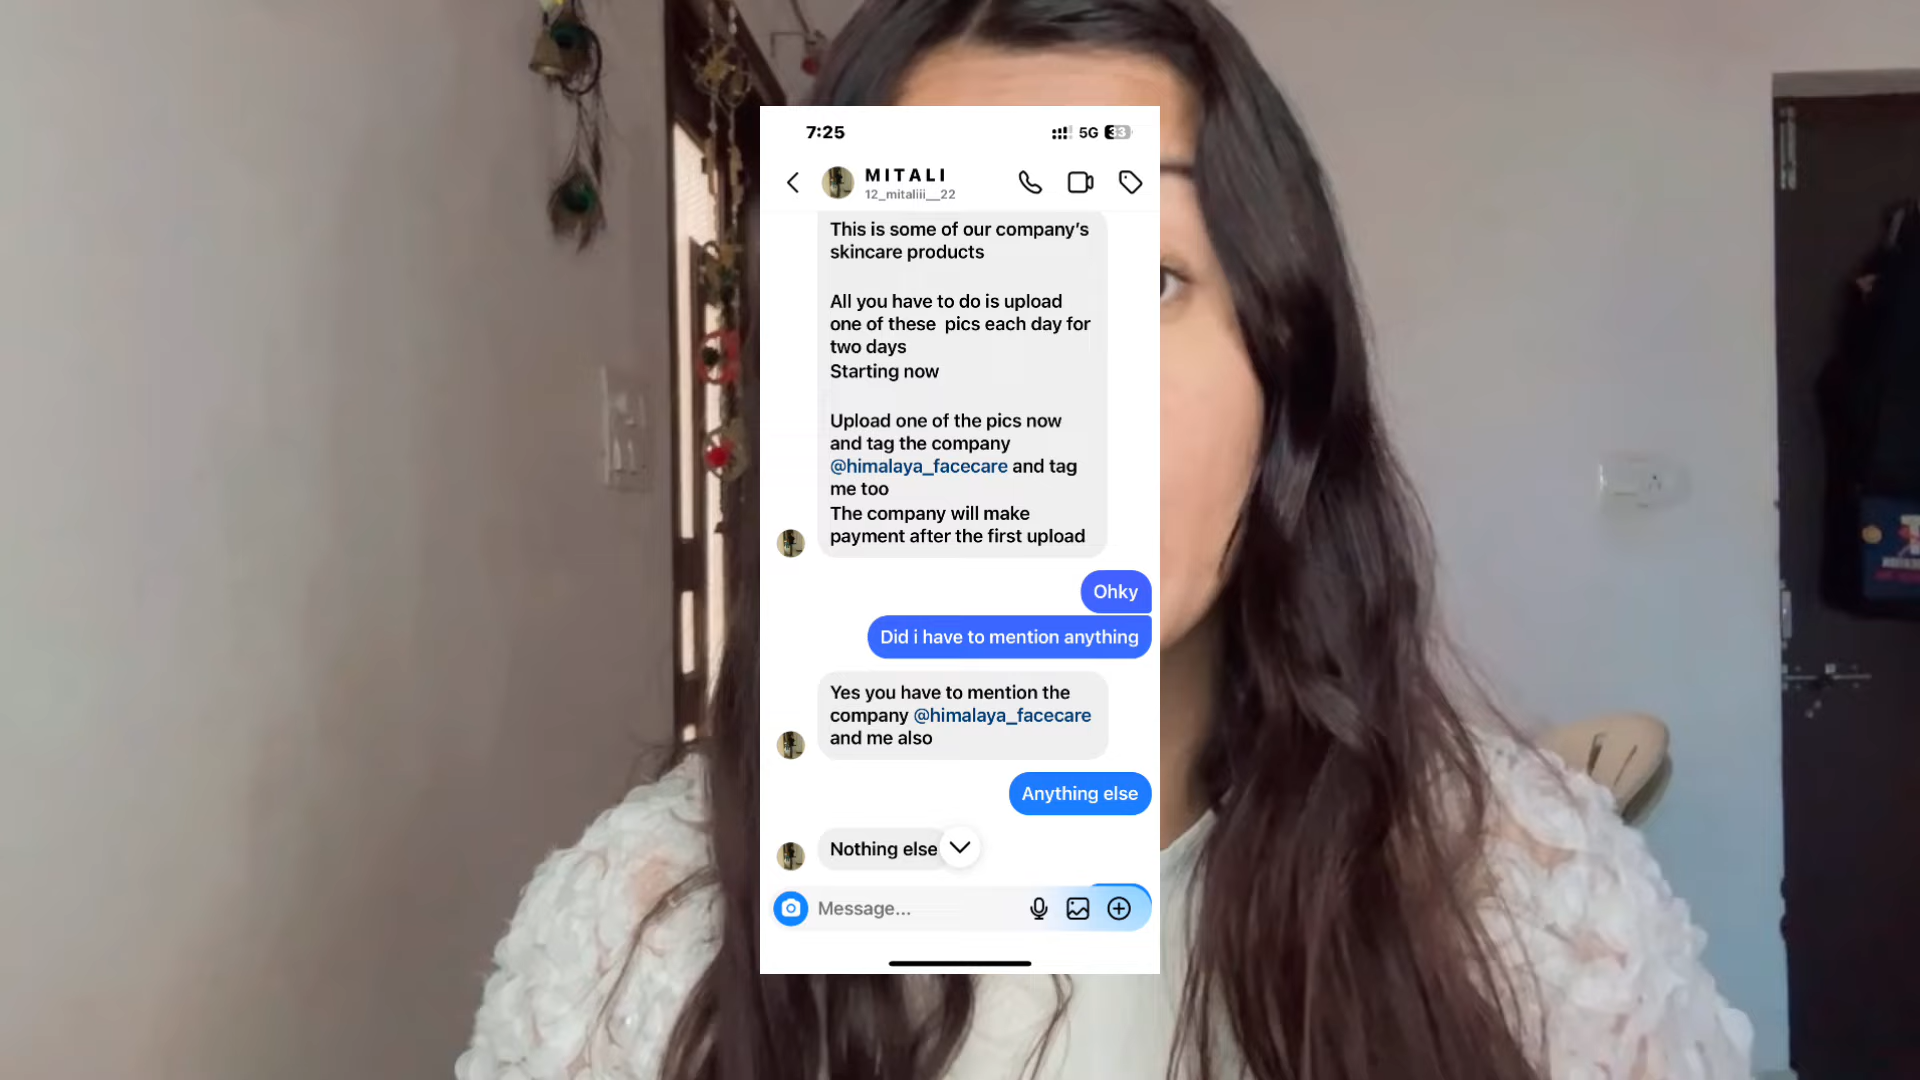 7:25
5G 33
MITALI
12_mitaliii__22
This is some of our company's
skincare products
All you have to do is upload
one of these pics each day for
two days
Starting now
Upload one of the pics now
and tag the company
@himalaya_facecare and tag
me too
The company will make
payment after the first upload
Ohky
Did i have to mention anything
Yes you have to mention the
company @himalaya_facecare
and me also
Anything else
Nothing else
Message...